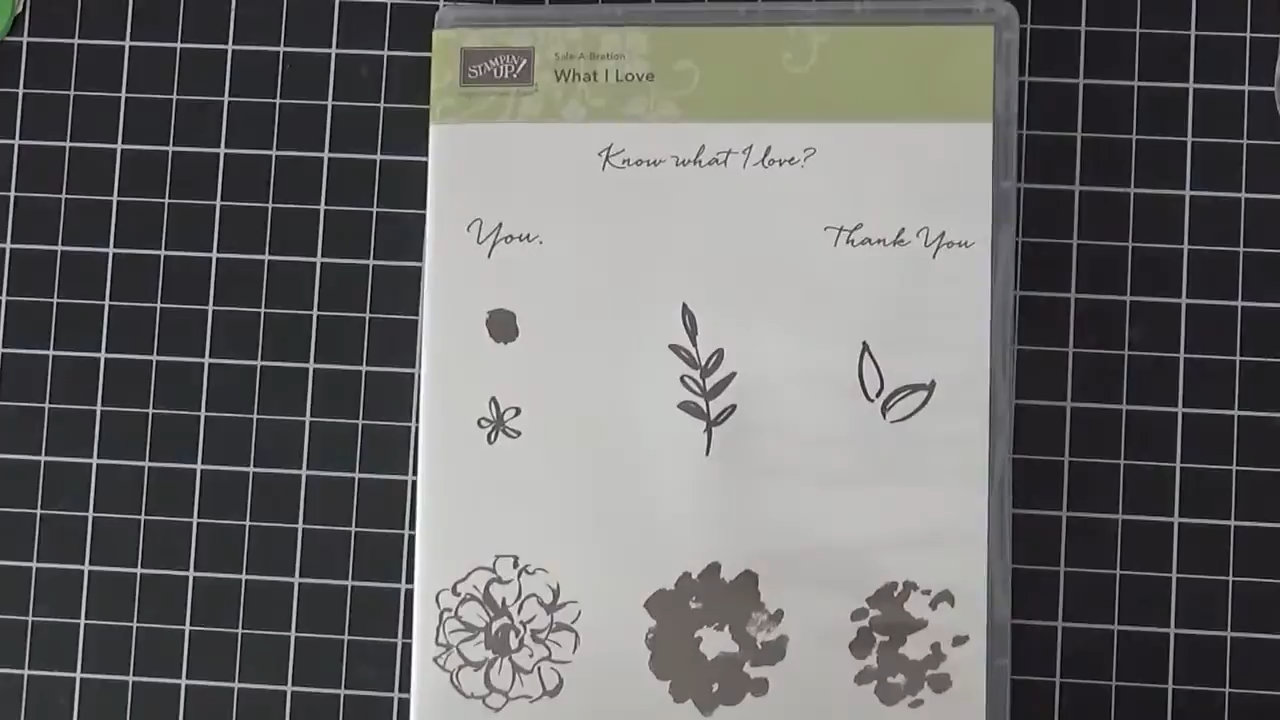 STAMPIN' UP!
Sale-A-Bration
What I Love
Know what I love?
You.
Thank You